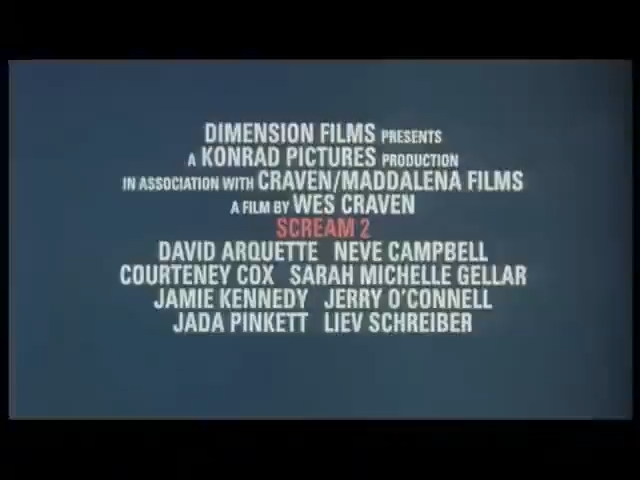 DIMENSION FILMS PRESENTS
A KONRAD PICTURES PRODUCTION
IN ASSOCIATION WITH CRAVEN/MADDALENA FILMS
A FILM BY WES CRAVEN
SCREAM 2
DAVID ARQUETTE NEVE CAMPBELL
COURTENEY COX SARAH MICHELLE GELLAR
JAMIE KENNEDY JERRY O'CONNELL
JADA PINKETT LIEV SCHREIBER